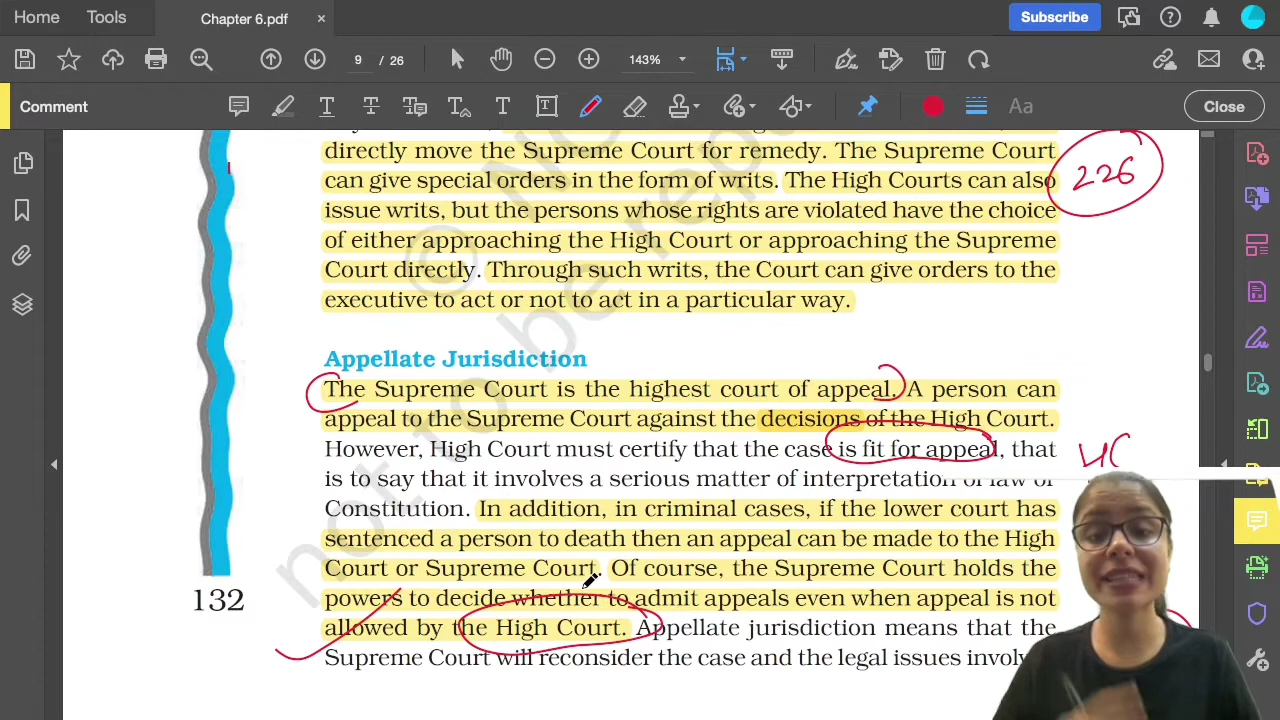 Home
Tools
Chapter 6.pdf
×
Subscribe
9 / 26
143%
Comment
Aa
Close
directly move the Supreme Court for remedy. The Supreme Court
can give special orders in the form of writs. The High Courts can also
issue writs, but the persons whose rights are violated have the choice
of either approaching the High Court or approaching the Supreme
Court directly. Through such writs, the Court can give orders to the
executive to act or not to act in a particular way.
226
Appellate Jurisdiction
The Supreme Court is the highest court of appeal. A person can
appeal to the Supreme Court against the decisions of the High Court.
However, High Court must certify that the case is fit for appeal, that
is to say that it involves a serious matter of interpretation of law or
Constitution. In addition, in criminal cases, if the lower court has
sentenced a person to death then an appeal can be made to the High
Court or Supreme Court. Of course, the Supreme Court holds the
powers to decide whether to admit appeals even when appeal is not
allowed by the High Court. Appellate jurisdiction means that the
Supreme Court will reconsider the case and the legal issues
HC
132
not to be